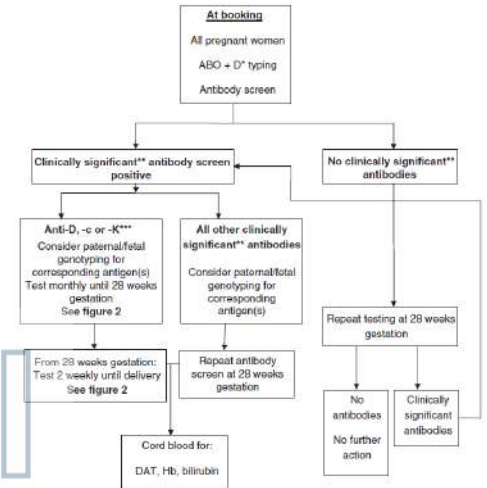 At booking
All pregnant women
ABO + D* typing
Antibody screen
Clinically significant** antibody screen
positive
No clinically significant**
antibodies
Anti-D, -c or -K***
Consider paternal/fetal
genotyping for
corresponding antigen(s)
Test monthly until 28 weeks
gestation
See figure 2
All other clinically
significant** antibodies
Consider paternal/fetal
genotyping for
corresponding
antigen(s)
Repeat testing at 28 weeks
gestation
From 28 weeks gestation:
Test 2 weekly until delivery
See figure 2
Repeat antibody
screen at 28 weeks
gestation
No
antibodies
No further
action
Clinically
significant
antibodies
Cord blood for:
DAT, Hb, bilirubin